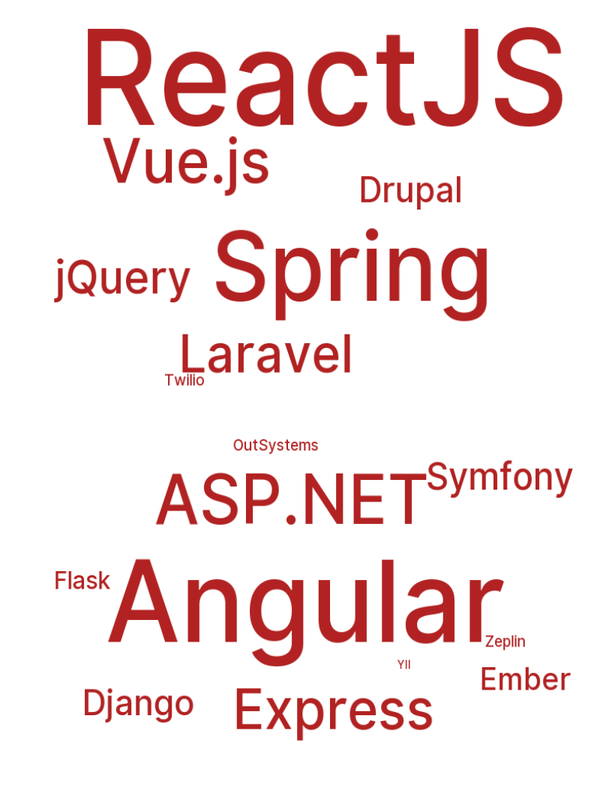 ReactJS
Vue.js
Drupal
Spring
jQuery
Laravel
Twilio
OutSystems
Symfony
ASP.NET
Flask
Angular
Zeplin
YII
Ember
Django
Express